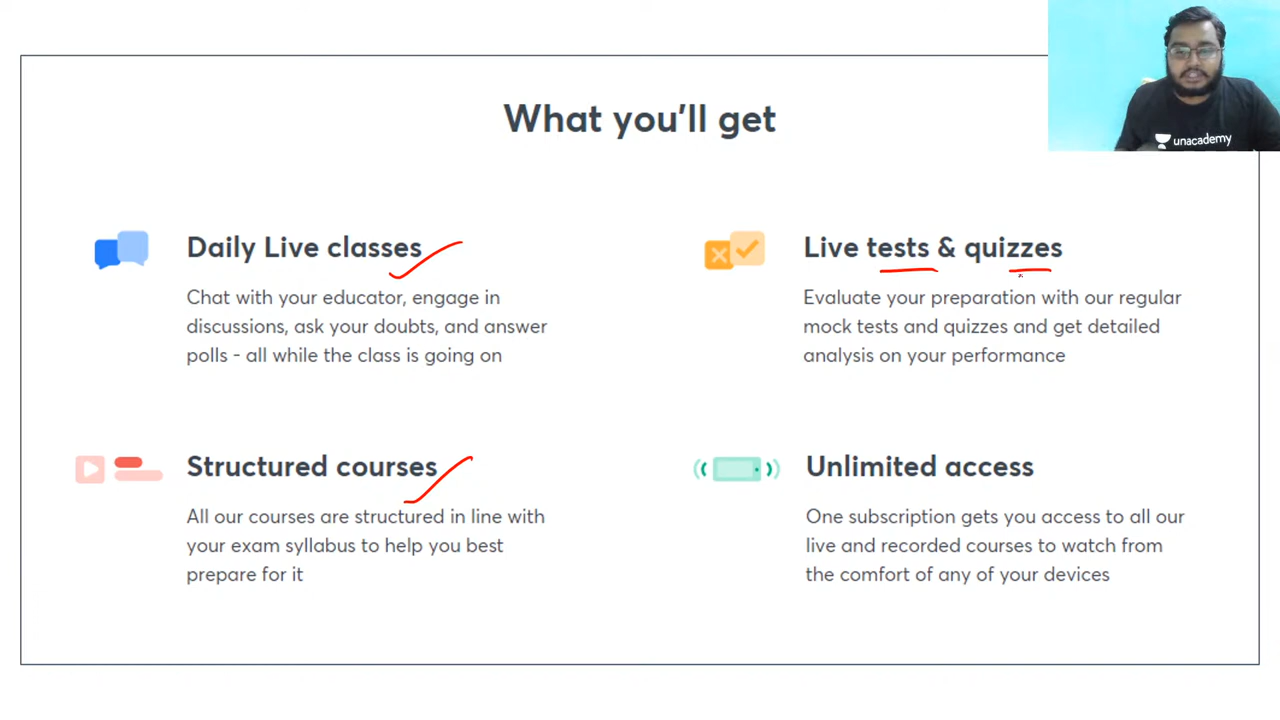 What you'll get
unacademy
Daily Live classes
Chat with your educator, engage in
discussions, ask your doubts, and answer
polls - all while the class is going on
Live tests & quizzes
Evaluate your preparation with our regular
mock tests and quizzes and get detailed
analysis on your performance
Structured courses
All our courses are structured in line with
your exam syllabus to help you best
prepare for it
Unlimited access
One subscription gets you access to all our
live and recorded courses to watch from
the comfort of any of your devices